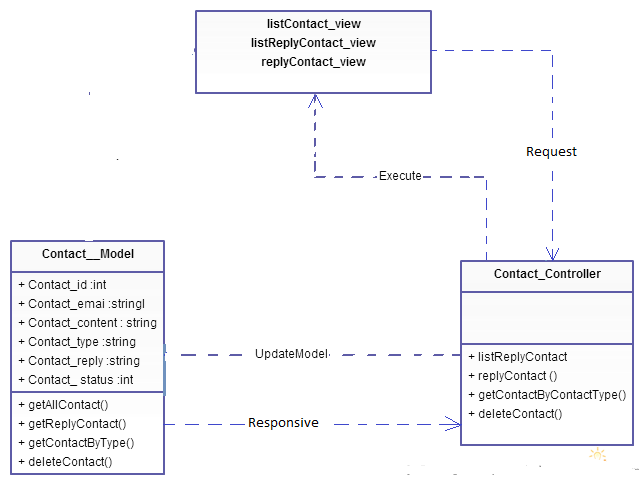 listContact_view
listReplyContact_view
replyContact_view
Request
Execute
Contact__Model
+ Contact_id :int
+ Contact_emai :stringl
+ Contact_content : string
+ Contact_type :string
+ Contact_reply :string
+ Contact_ status :int
+ getAllContact()
+ getReplyContact()
+ getContactByType()
+ deleteContact()
Contact_Controller
+ listReplyContact
+ replyContact ()
+ getContactByContactType()
+ deleteContact()
UpdateModel
Responsive